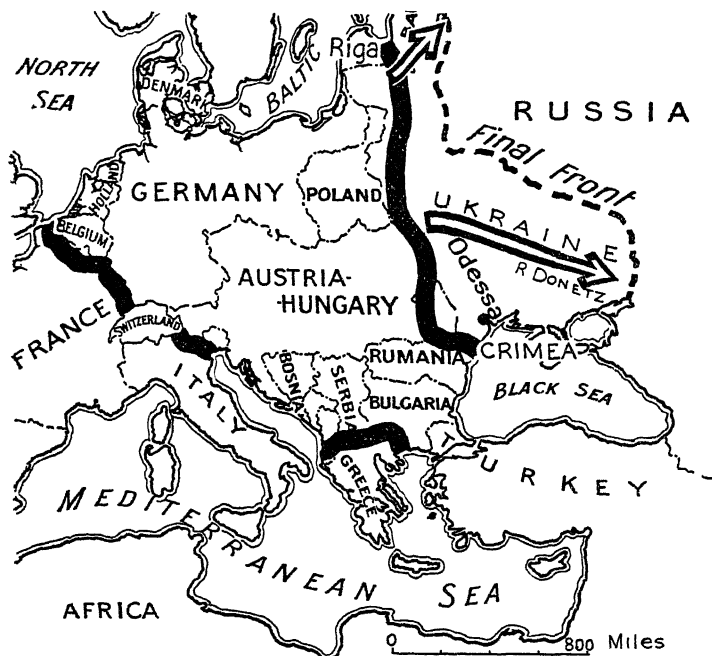 NORTH
SEA
DENMARK
BALTIC
Riga
RUSSIA
Final Front
HOLLAND
BELGIUM
GERMANY
POLAND
UKRAINE
R DONETZ
Odessa
AUSTRIA-
-HUNGARY
FRANCE
SWITZERLAND
ITALY
BOSNIA
SERBIA
RUMANIA
BULGARIA
CRIMEA
BLACK SEA
GREECE
TURKEY
MEDITERRANEAN SEA
AFRICA
0 800 Miles